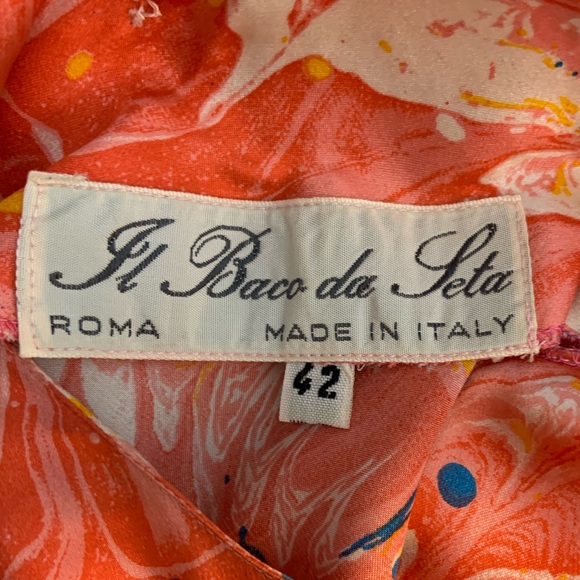 Il Baco da Seta
ROMA MADE IN ITALY
42